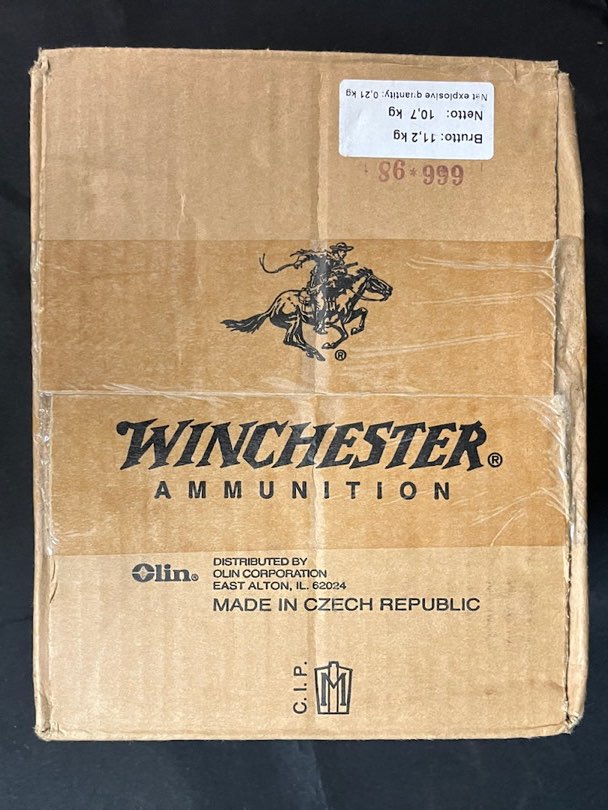 Brutto: 11,2 kg
Netto: 10,7 kg
Net explosive quantity: 0,21 kg
666*98
®
WINCHESTER®
AMMUNITION
Olin®
DISTRIBUTED BY
OLIN CORPORATION
EAST ALTON, IL. 62024
MADE IN CZECH REPUBLIC
C.I.P.
M